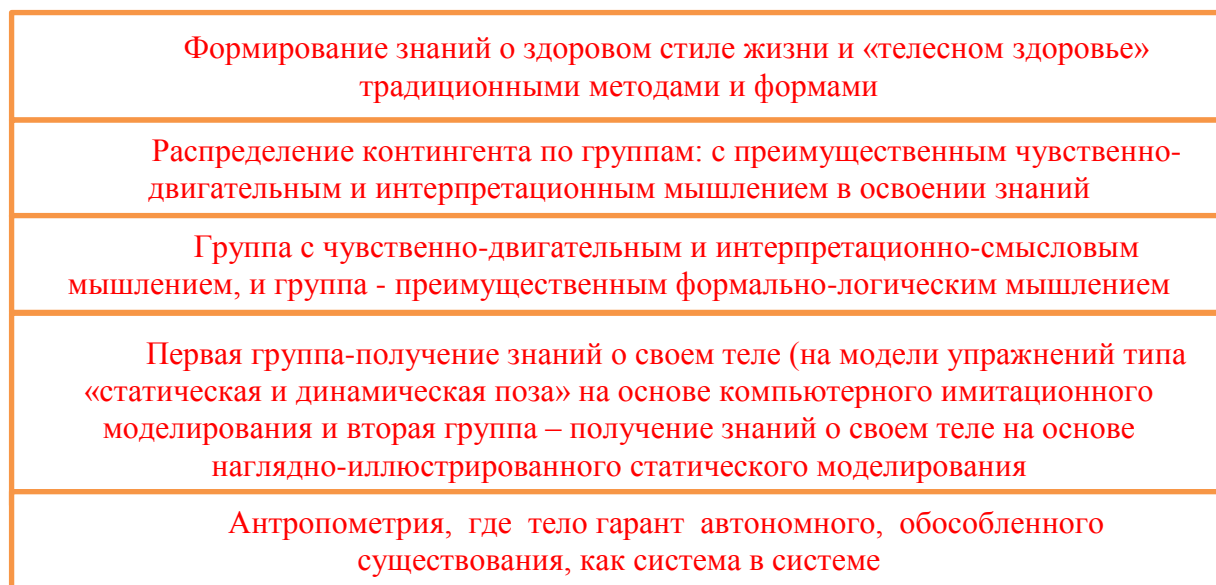 Формирование знаний о здоровом стиле жизни и «телесном здоровье»
традиционными методами и формами
Распределение контингента по группам: с преимущественным чувственно-
двигательным и интерпретационным мышлением в освоении знаний
Группа с чувственно-двигательным и интерпретационно-смысловым
мышлением, и группа - преимущественным формально-логическим мышлением
Первая группа-получение знаний о своем теле (на модели упражнений типа
«статическая и динамическая поза» на основе компьютерного имитационного
моделирования и вторая группа – получение знаний о своем теле на основе
наглядно-иллюстрированного статического моделирования
Антропометрия, где тело гарант автономного, обособленного
существования, как система в системе